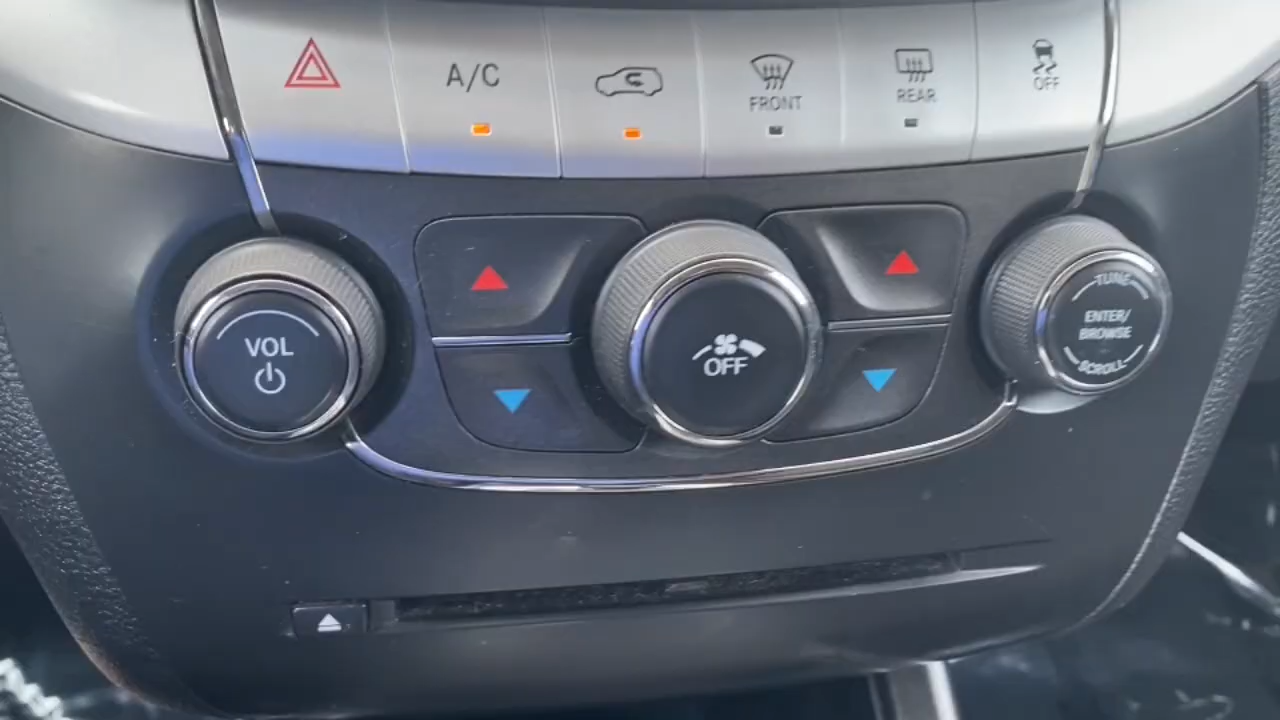 A/C
FRONT
REAR
OFF
VOL
OFF
TUNE
ENTER/
BROWSE
SCROLL